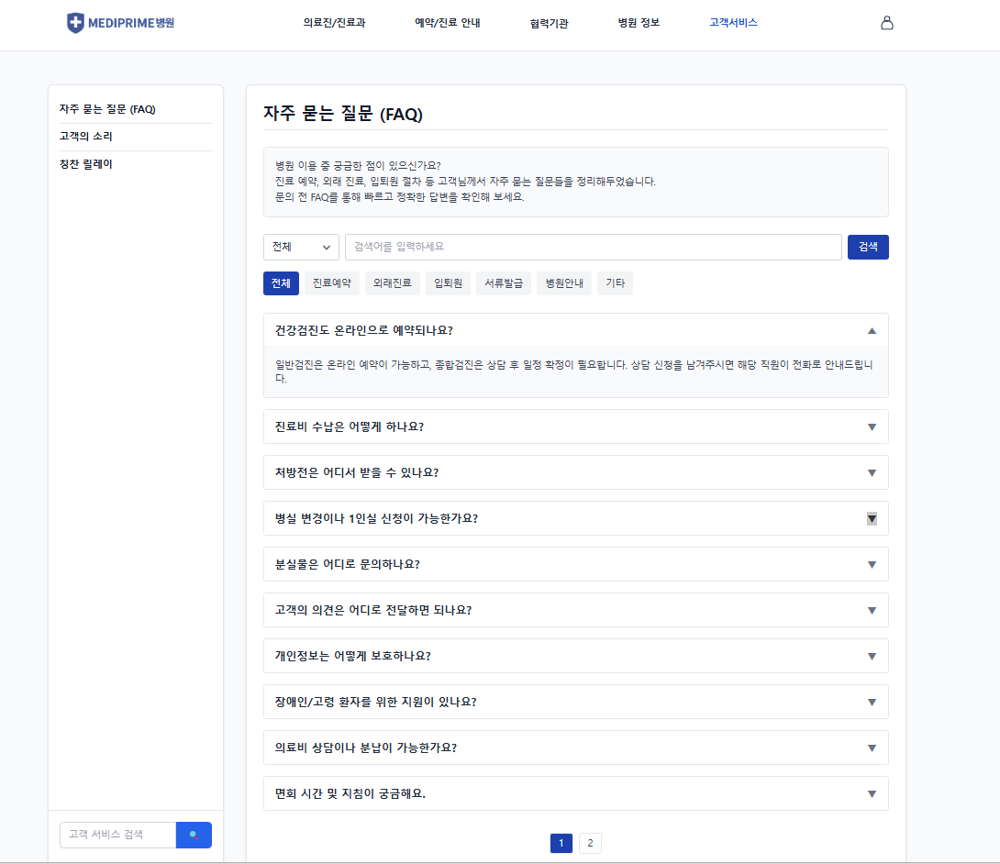 MEDIPRIME병원
의료진/진료과
예약/진료 안내
협력기관
병원 정보
고객서비스
자주 묻는 질문 (FAQ)
고객의 소리
칭찬 릴레이
고객 서비스 검색
자주 묻는 질문 (FAQ)
병원 이용 중 궁금한 점이 있으신가요?
진료 예약, 외래 진료, 입퇴원 절차 등 고객님께서 자주 묻는 질문들을 정리해두었습니다.
문의 전 FAQ를 통해 빠르고 정확한 답변을 확인해 보세요.
전체
검색어를 입력하세요
검색
전체
진료예약
외래진료
입퇴원
서류발급
병원안내
기타
건강검진도 온라인으로 예약되나요? ▲
일반검진은 온라인 예약이 가능하고, 종합검진은 상담 후 일정 확정이 필요합니다. 상담 신청을 남겨주시면 해당 직원이 전화로 안내드립니
다.
진료비 수납은 어떻게 하나요? ▼
처방전은 어디서 받을 수 있나요? ▼
병실 변경이나 1인실 신청이 가능한가요? ▼
분실물은 어디로 문의하나요? ▼
고객의 의견은 어디로 전달하면 되나요? ▼
개인정보는 어떻게 보호하나요? ▼
장애인/고령 환자를 위한 지원이 있나요? ▼
의료비 상담이나 분납이 가능한가요? ▼
면회 시간 및 지침이 궁금해요. ▼
1
2